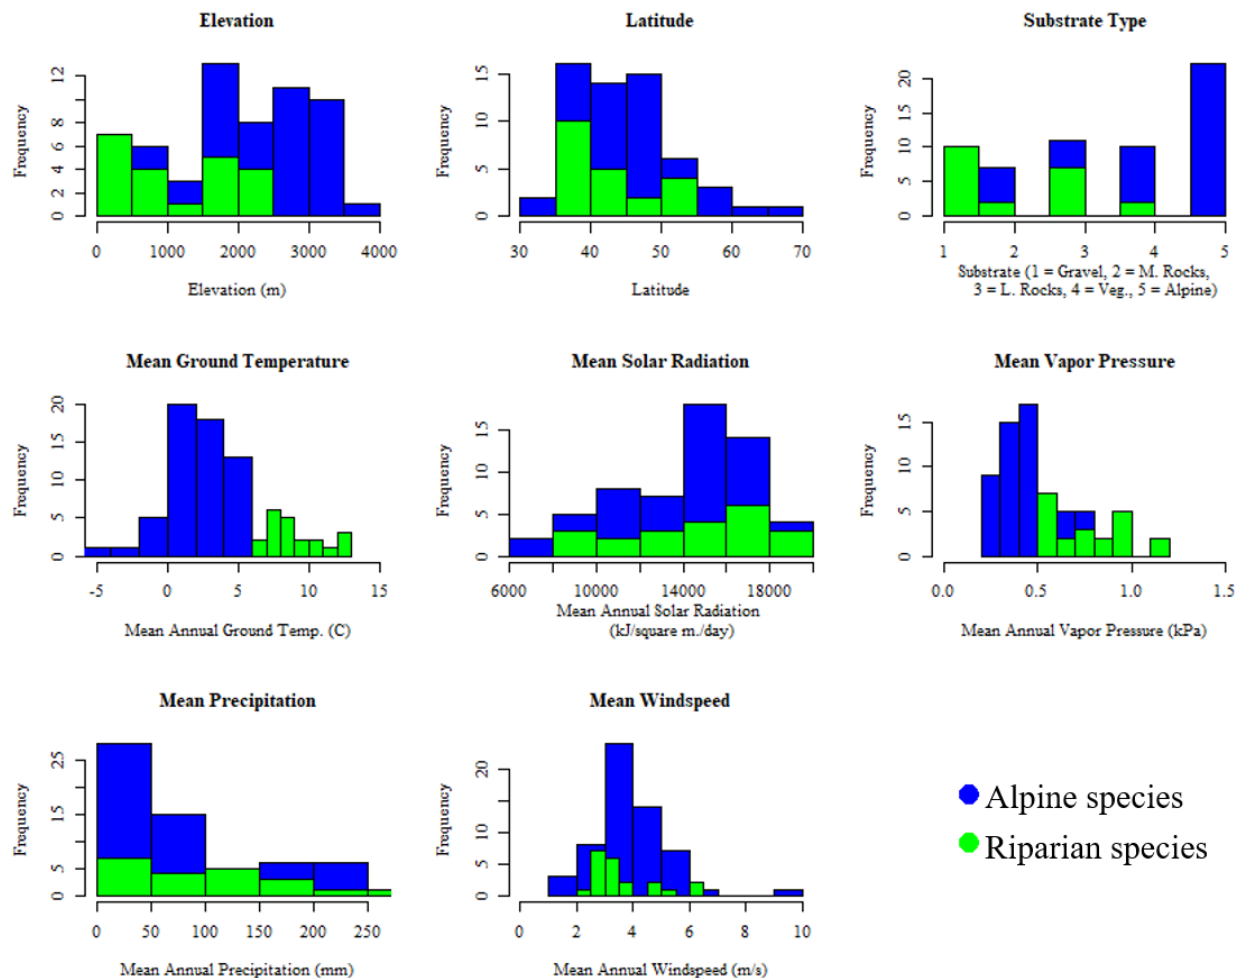 Elevation
Frequency
0 2 4 6 8 12
0 1000 2000 3000 4000
Elevation (m)
Latitude
Frequency
0 5 10 15
30 40 50 60 70
Latitude
Substrate Type
Frequency
0 5 10 15 20
1 2 3 4 5
Substrate (1 = Gravel, 2 = M. Rocks,
3 = L. Rocks, 4 = Veg., 5 = Alpine)
Mean Ground Temperature
Frequency
0 5 10 15 20
-5 0 5 10 15
Mean Annual Ground Temp. (C)
Mean Solar Radiation
Frequency
0 5 10 15
6000 10000 14000 18000
Mean Annual Solar Radiation
(kJ/square m./day)
Mean Vapor Pressure
Frequency
0 5 10 15
0.0 0.5 1.0 1.5
Mean Annual Vapor Pressure (kPa)
Mean Precipitation
Frequency
0 5 15 25
0 50 100 150 200 250
Mean Annual Precipitation (mm)
Mean Windspeed
Frequency
0 5 10 20
0 2 4 6 8 10
Mean Annual Windspeed (m/s)
Alpine species
Riparian species